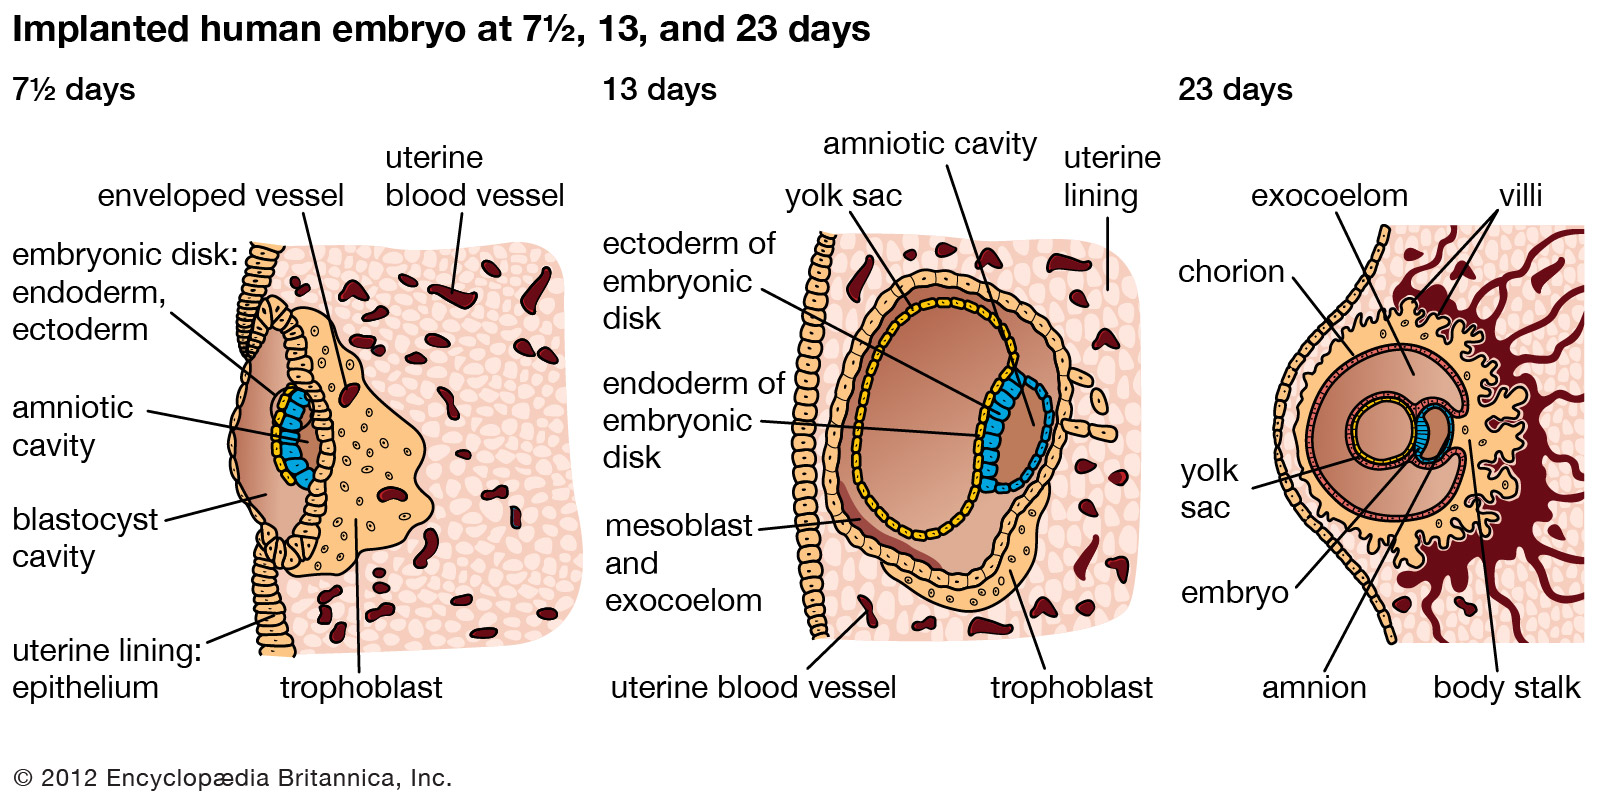 Implanted human embryo at 7½, 13, and 23 days
7½ days
uterine
blood vessel
enveloped vessel
embryonic disk:
endoderm,
ectoderm
amniotic
cavity
blastocyst
cavity
uterine lining:
epithelium
trophoblast
13 days
amniotic cavity
uterine
lining
yolk sac
ectoderm of
embryonic
disk
endoderm of
embryonic
disk
mesoblast
and
exocoelom
uterine blood vessel
trophoblast
23 days
exocoelom
villi
chorion
yolk
sac
embryo
amnion
body stalk
© 2012 Encyclopædia Britannica, Inc.